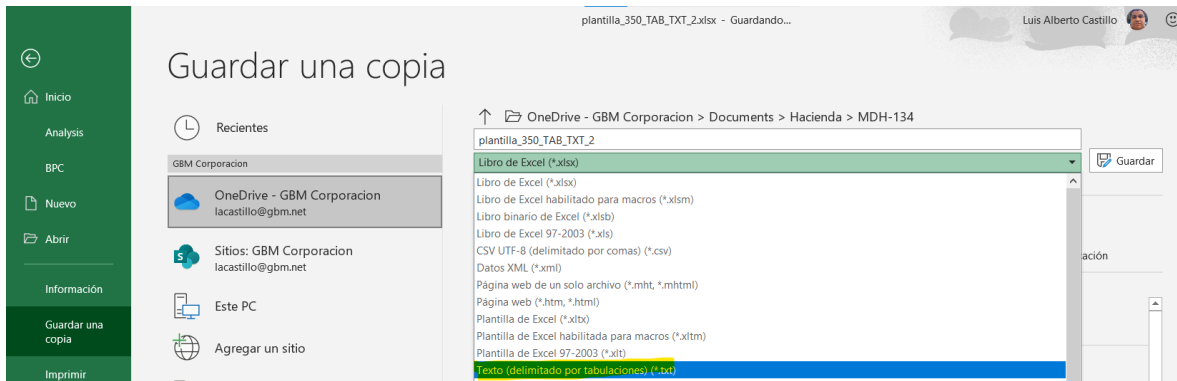 plantilla_350_TAB_TXT_2.xlsx - Guardando...
Luis Alberto Castillo
Guardar una copia
Inicio
Analysis
BPC
Nuevo
Abrir
Información
Guardar una
copia
Imprimir
Recientes
GBM Corporacion
OneDrive - GBM Corporacion
lacastillo@gbm.net
Sitios: GBM Corporacion
lacastillo@gbm.net
Este PC
Agregar un sitio
OneDrive - GBM Corporacion > Documents > Hacienda > MDH-134
plantilla_350_TAB_TXT_2
Libro de Excel (*.xlsx)
Guardar
Libro de Excel (*.xlsx)
Libro de Excel habilitado para macros (*.xlsm)
Libro binario de Excel (*.xlsb)
Libro de Excel 97-2003 (*.xls)
CSV UTF-8 (delimitado por comas) (*.csv)
Datos XML (*.xml)
Página web de un solo archivo (*.mht, *.mhtml)
Página web (*.htm, *.html)
Plantilla de Excel (*.xltx)
Plantilla de Excel habilitada para macros (*.xltm)
Plantilla de Excel 97-2003 (*.xlt)
Texto (delimitado por tabulaciones) (*.txt)
ación